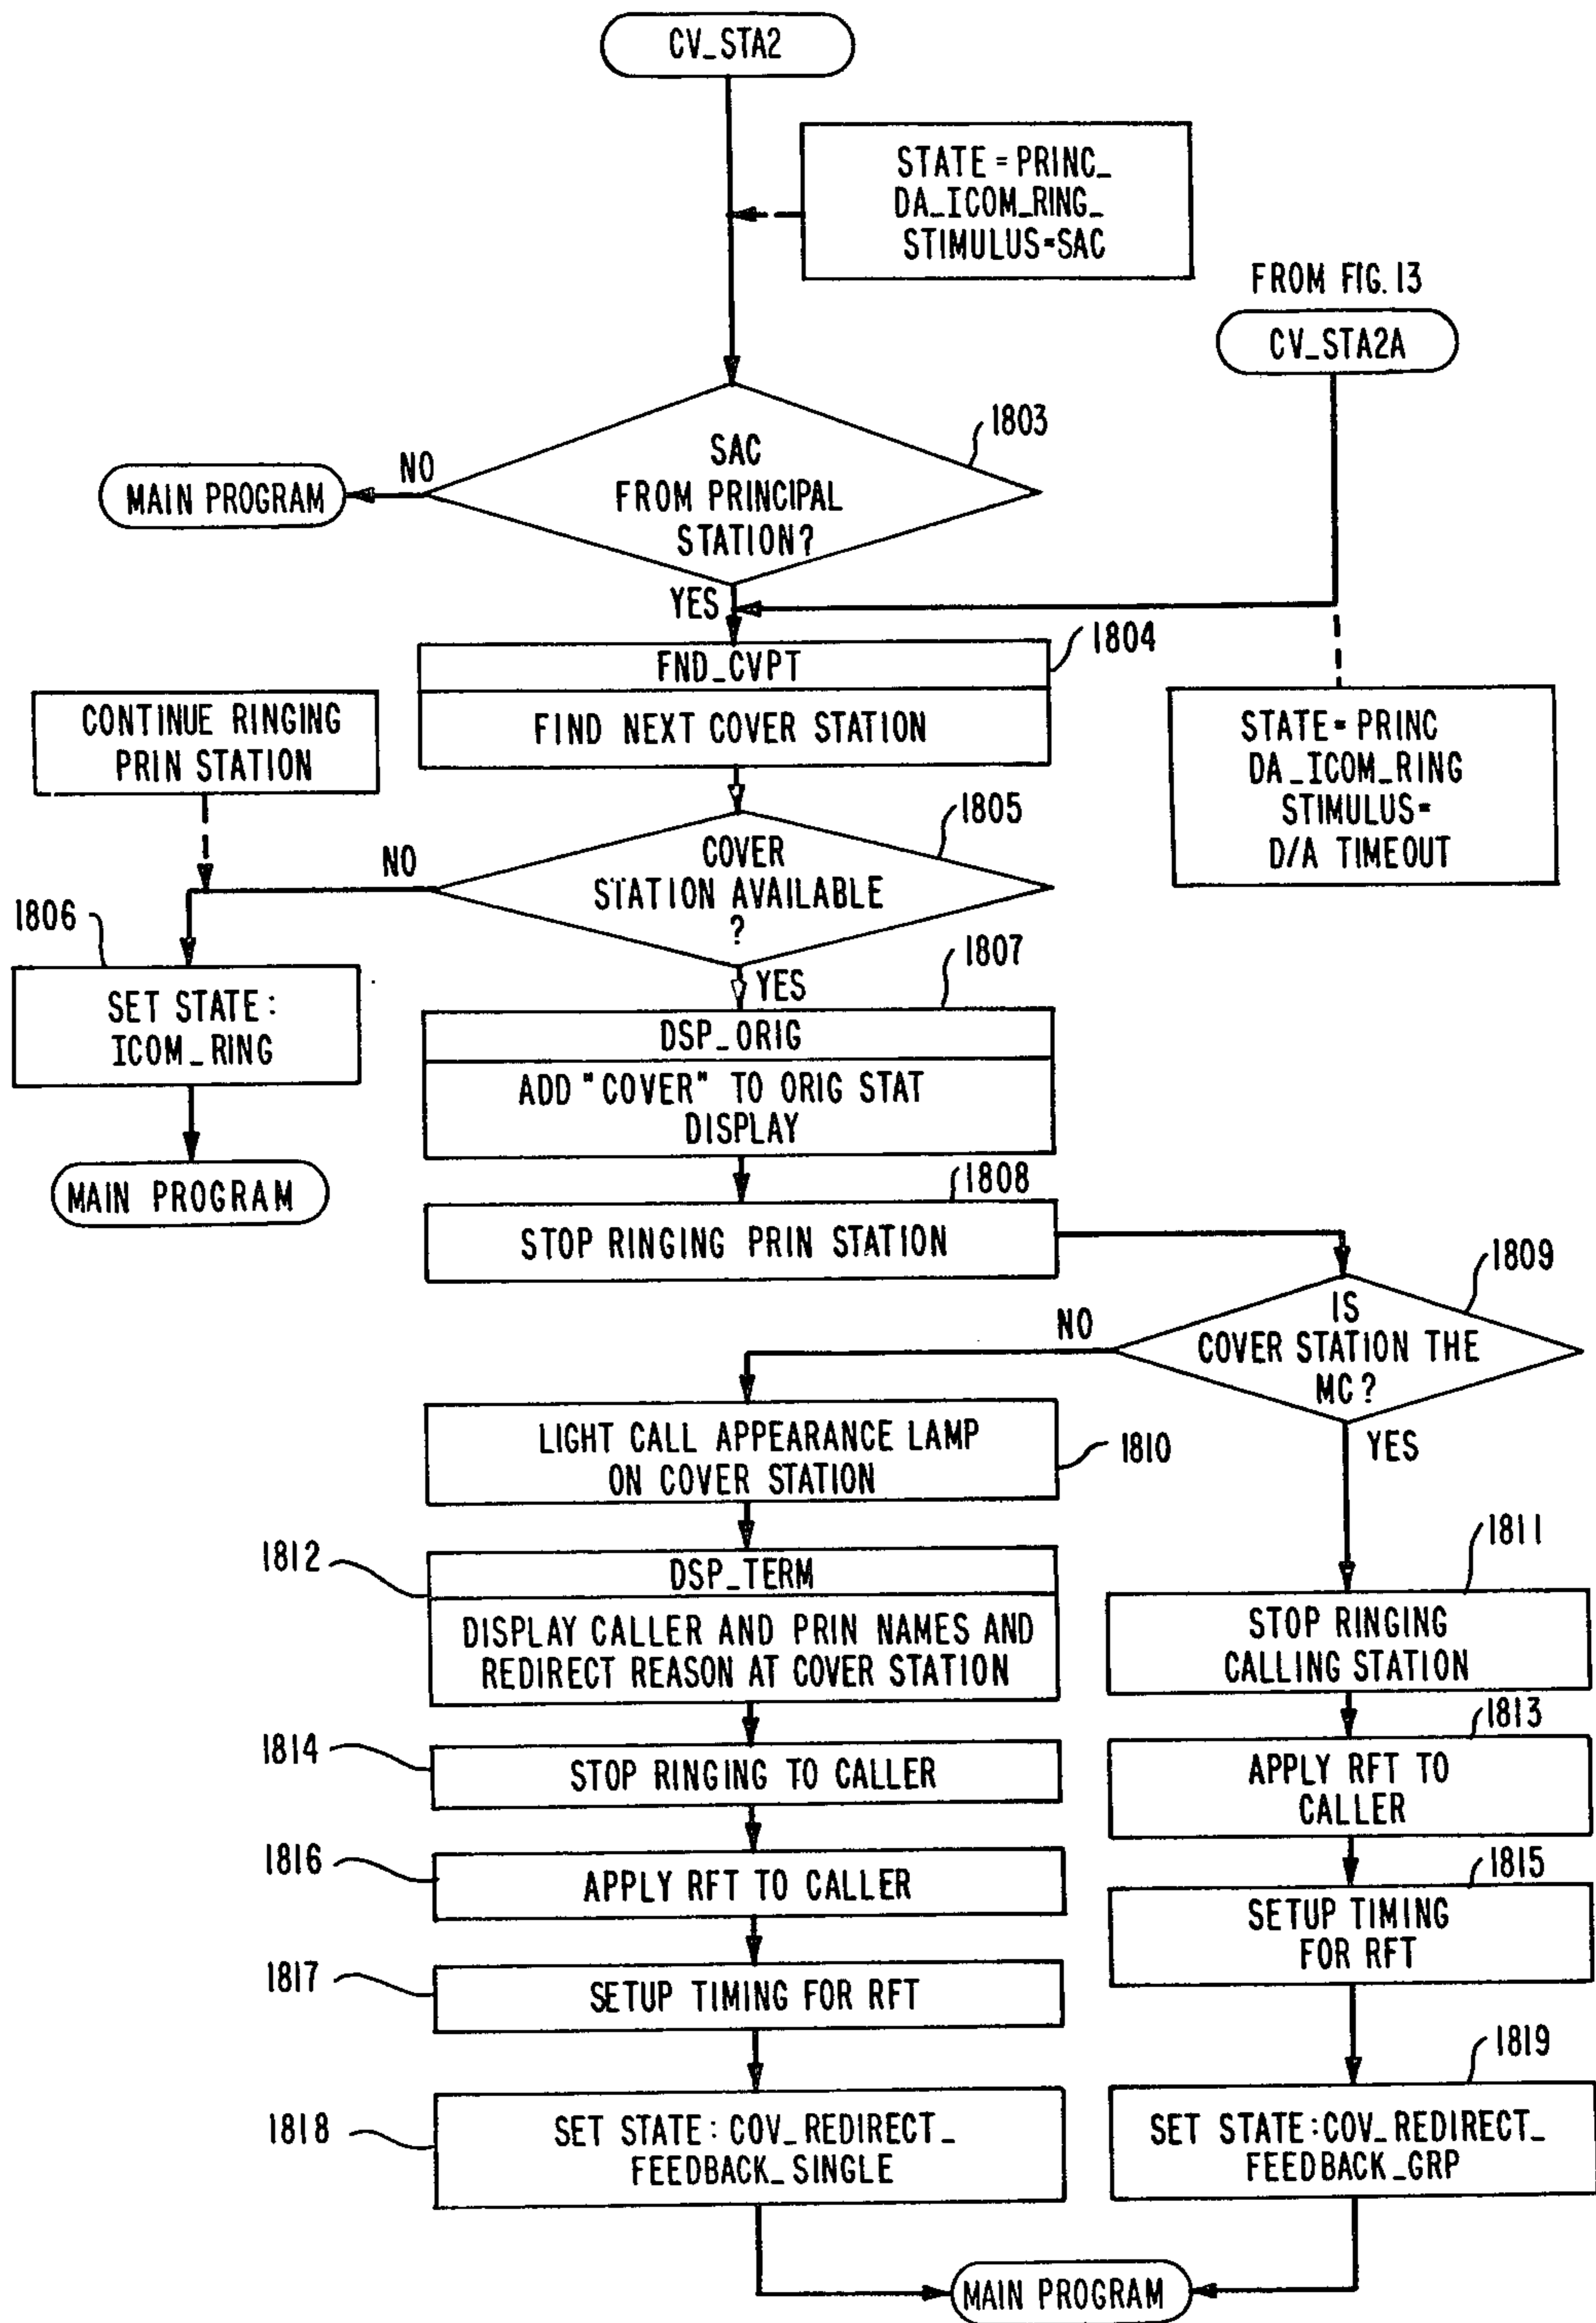 CV_STA2
STATE = PRINC_
DA_ICOM_RING_
STIMULUS=SAC
FROM FIG. 13
CV_STA2A
1803
SAC
FROM PRINCIPAL
STATION?
NO
MAIN PROGRAM
YES
1804
FND_CVPT
FIND NEXT COVER STATION
CONTINUE RINGING
PRIN STATION
STATE= PRINC
DA_ICOM_RING
STIMULUS=
D/A TIMEOUT
1805
COVER
STATION AVAILABLE
?
NO
1806
SET STATE:
ICOM_RING
MAIN PROGRAM
YES
1807
DSP_ORIG
ADD "COVER" TO ORIG STAT
DISPLAY
1808
STOP RINGING PRIN STATION
1809
IS
COVER STATION THE
MC?
NO
YES
LIGHT CALL APPEARANCE LAMP
ON COVER STATION
1810
1811
STOP RINGING
CALLING STATION
1812
DSP_TERM
DISPLAY CALLER AND PRIN NAMES AND
REDIRECT REASON AT COVER STATION
1813
APPLY RFT TO
CALLER
1814
STOP RINGING TO CALLER
1815
SETUP TIMING
FOR RFT
1816
APPLY RFT TO CALLER
1817
SETUP TIMING FOR RFT
1818
SET STATE: COV_REDIRECT_
FEEDBACK_SINGLE
1819
SET STATE:COV_REDIRECT_
FEEDBACK_GRP
MAIN PROGRAM